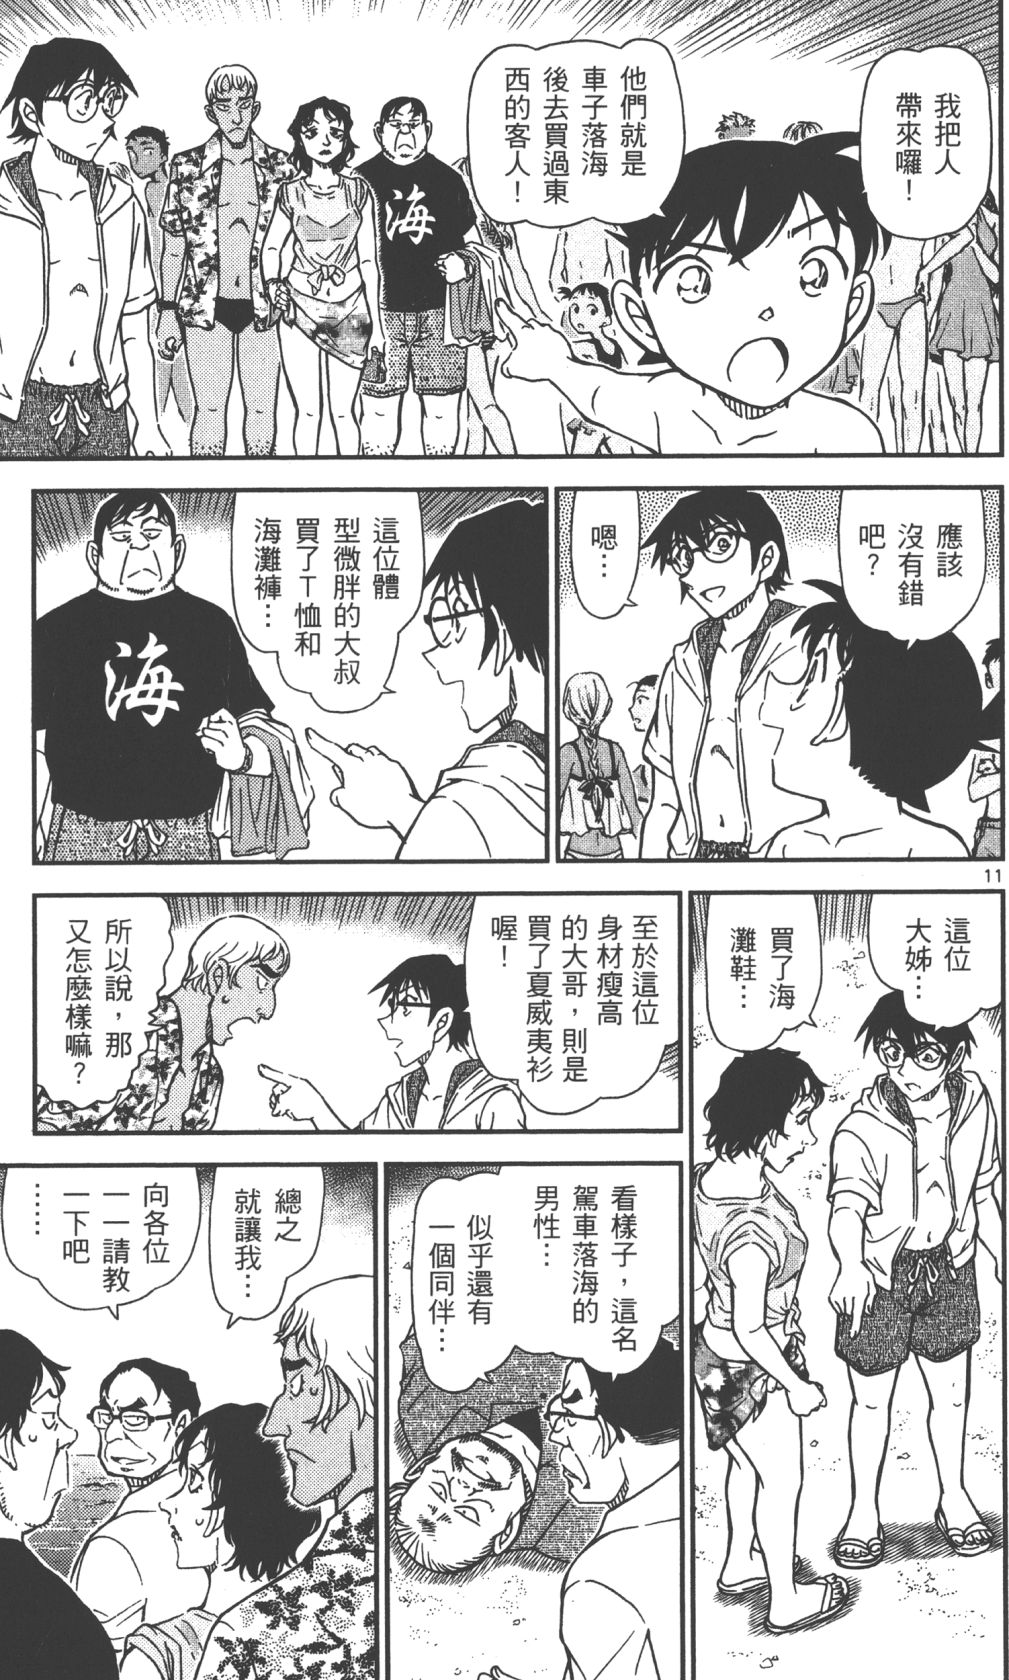 我把人
帶來囉！
他們就是
車子落海
後去買過東
西的客人！
海
應該
沒有錯
吧？
嗯…
這位體
型微胖的大叔
買了T恤和
海灘褲…
海
11
這位
大姊…
買了海
灘鞋…
至於這位
身材瘦高
的大哥，則是
買了夏威夷衫
喔！
所以說，那
又怎麼樣嘛？
看樣子，這名
駕車落海的
男性…
似乎還有
一個同伴…
總之
就讓我…
向各位
一一請教
一下吧
……